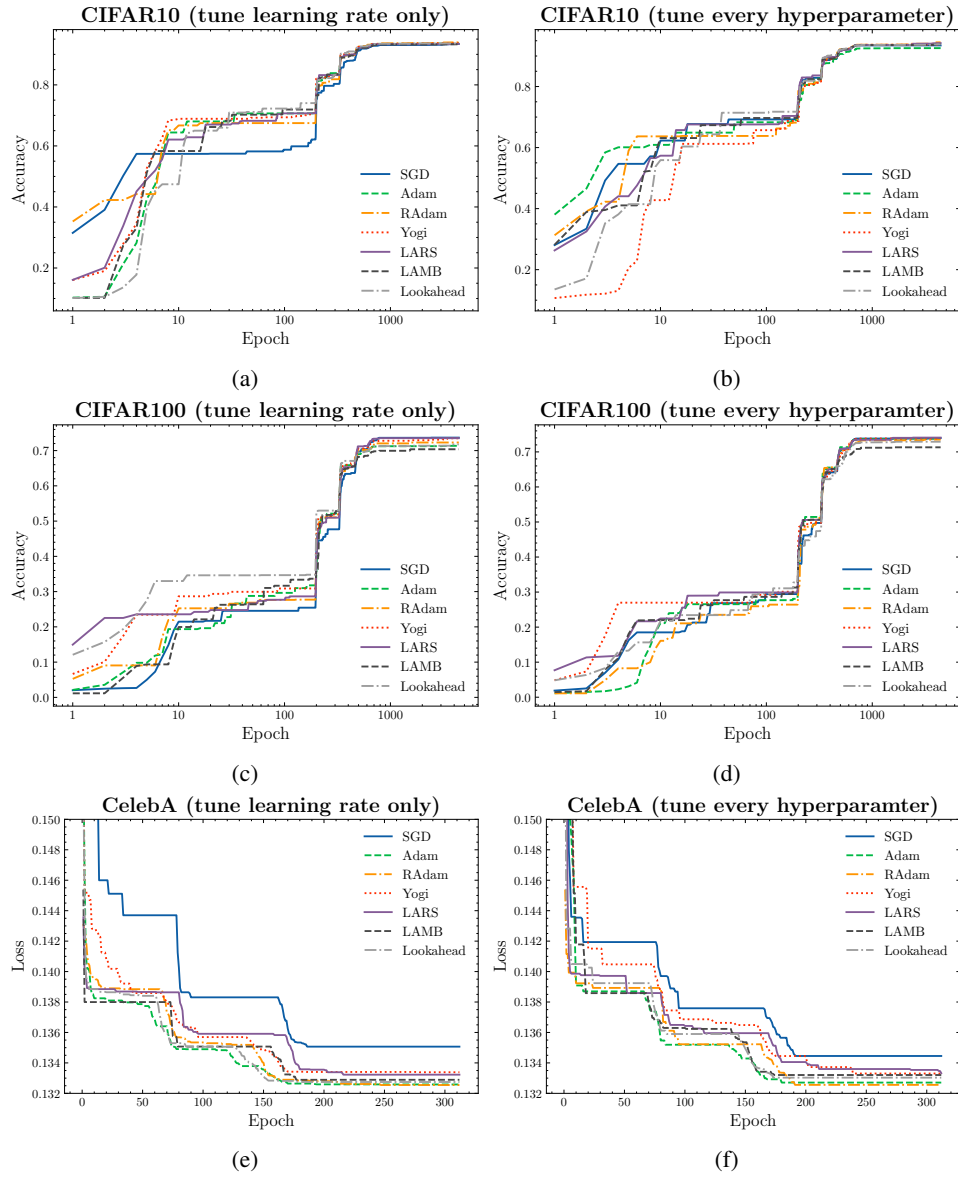 CIFAR10 (tune learning rate only)
Accuracy
0.8
0.6
0.4
0.2
SGD
Adam
RAdam
Yogi
LARS
LAMB
Lookahead
1
10
100
1000
Epoch
(a)
CIFAR10 (tune every hyperparameter)
Accuracy
0.8
0.6
0.4
0.2
SGD
Adam
RAdam
Yogi
LARS
LAMB
Lookahead
1
10
100
1000
Epoch
(b)
CIFAR100 (tune learning rate only)
Accuracy
0.7
0.6
0.5
0.4
0.3
0.2
0.1
0.0
SGD
Adam
RAdam
Yogi
LARS
LAMB
Lookahead
1
10
100
1000
Epoch
(c)
CIFAR100 (tune every hyperparamter)
Accuracy
0.7
0.6
0.5
0.4
0.3
0.2
0.1
0.0
SGD
Adam
RAdam
Yogi
LARS
LAMB
Lookahead
1
10
100
1000
Epoch
(d)
CelebA (tune learning rate only)
Loss
0.150
0.148
0.146
0.144
0.142
0.140
0.138
0.136
0.134
0.132
SGD
Adam
RAdam
Yogi
LARS
LAMB
Lookahead
0
50
100
150
200
250
300
Epoch
(e)
CelebA (tune every hyperparamter)
Loss
0.150
0.148
0.146
0.144
0.142
0.140
0.138
0.136
0.134
0.132
SGD
Adam
RAdam
Yogi
LARS
LAMB
Lookahead
0
50
100
150
200
250
300
Epoch
(f)